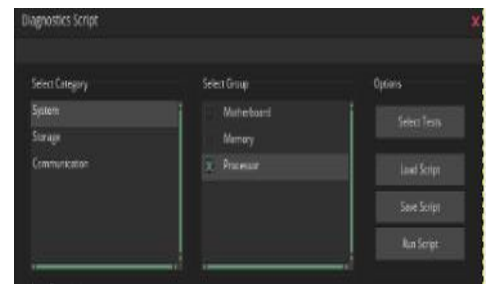 Diagnostics Script
Select Category
System
Storage
Communication
Select Group
Motherboard
Memory
Processor
Options
Select Tests
Load Script
Save Script
Run Script